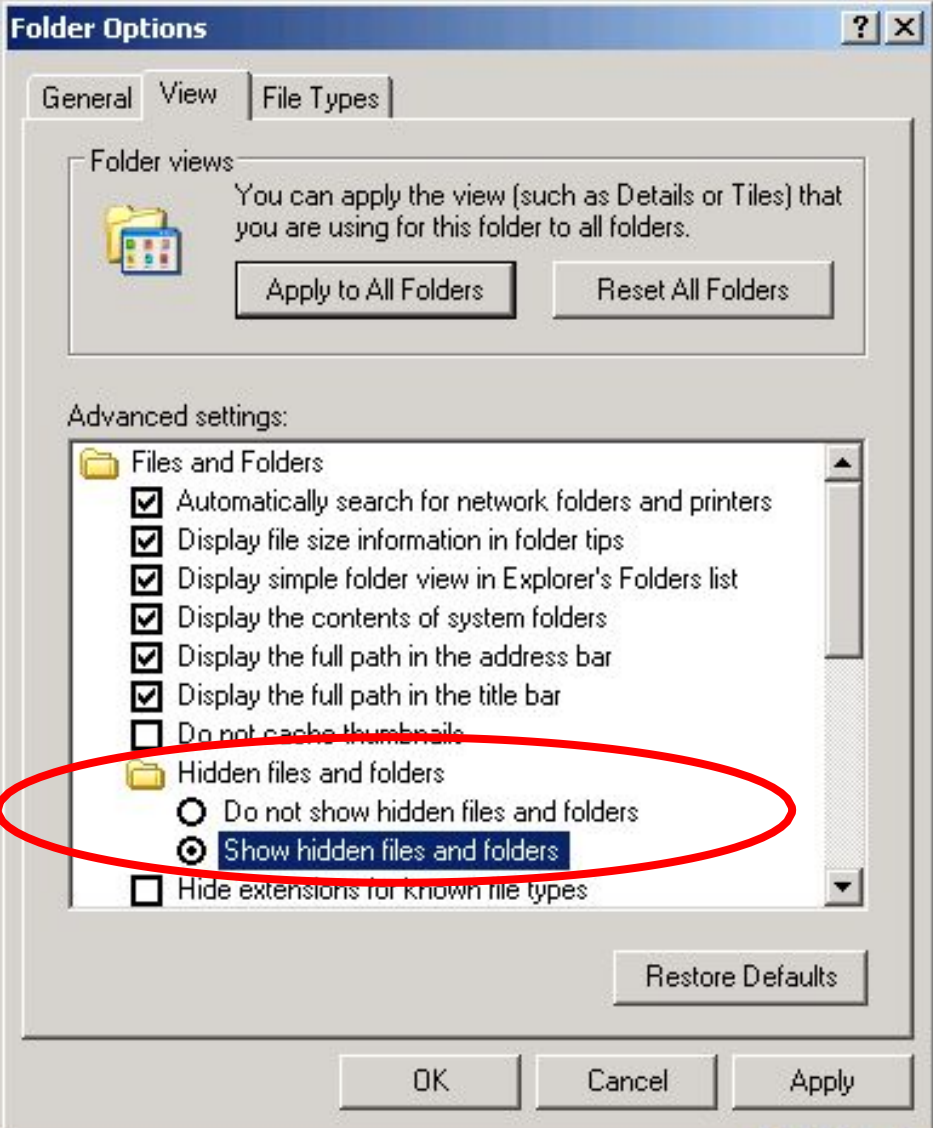 Folder Options
General
View
File Types
Folder views
You can apply the view (such as Details or Tiles) that
you are using for this folder to all folders.
Apply to All Folders
Reset All Folders
Advanced settings:
Files and Folders
Automatically search for network folders and printers
Display file size information in folder tips
Display simple folder view in Explorer's Folders list
Display the contents of system folders
Display the full path in the address bar
Display the full path in the title bar
Do not cache thumbnails
Hidden files and folders
Do not show hidden files and folders
Show hidden files and folders
Hide extensions for known file types
Restore Defaults
OK
Cancel
Apply